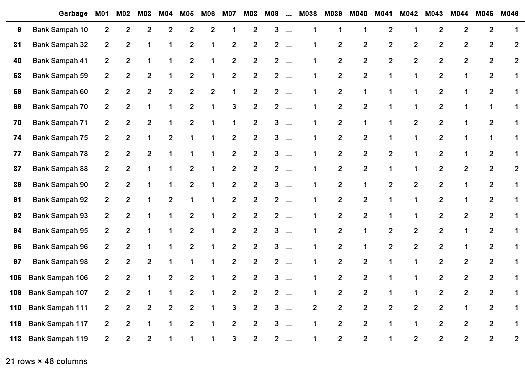 Garbage M01 M02 M03 M04 M05 M06 M07 M08 M09 ... M038 M039 M040 M041 M042 M043 M044 M045 M046
9 Bank Sampah 10 2 2 2 2 2 2 1 2 3 ... 1 1 1 2 1 2 2 2 1
31 Bank Sampah 32 2 2 1 1 2 1 2 2 2 ... 1 2 2 2 2 2 2 2 2
40 Bank Sampah 41 2 2 1 1 2 1 2 2 2 ... 1 2 2 2 2 2 2 2 2
58 Bank Sampah 59 2 2 2 1 2 1 2 2 2 ... 1 2 2 1 1 2 1 2 1
59 Bank Sampah 60 2 2 2 2 2 2 1 2 2 ... 1 2 1 1 1 2 1 2 1
69 Bank Sampah 70 2 2 1 1 2 1 3 2 2 ... 1 2 2 1 1 2 1 1 1
70 Bank Sampah 71 2 2 2 1 2 1 1 2 3 ... 1 2 1 1 2 2 1 2 1
74 Bank Sampah 75 2 2 1 2 1 1 2 2 3 ... 1 2 2 1 1 2 1 1 1
77 Bank Sampah 78 2 2 2 1 1 1 2 2 3 ... 1 2 2 2 1 2 1 2 1
87 Bank Sampah 88 2 2 1 1 2 1 2 2 3 ... 1 2 2 1 1 2 2 2 2
89 Bank Sampah 90 2 2 1 1 2 1 2 2 3 ... 1 2 1 2 2 2 1 2 1
91 Bank Sampah 92 2 2 1 2 1 1 2 2 3 ... 1 2 2 1 1 2 1 2 1
92 Bank Sampah 93 2 2 1 1 2 1 2 2 2 ... 1 2 2 1 1 2 2 2 1
94 Bank Sampah 95 2 2 1 1 2 1 2 2 3 ... 1 2 1 2 2 2 1 2 1
95 Bank Sampah 96 2 2 1 1 2 1 2 2 3 ... 1 2 1 2 2 2 1 2 1
97 Bank Sampah 98 2 2 2 1 1 1 2 2 2 ... 1 2 2 1 1 2 2 2 1
105 Bank Sampah 106 2 2 1 2 2 1 2 2 3 ... 1 2 2 1 1 2 1 2 1
106 Bank Sampah 107 2 2 1 1 2 1 2 2 3 ... 1 2 2 1 1 2 1 2 1
110 Bank Sampah 111 2 2 2 2 2 1 3 2 3 ... 2 2 2 2 2 2 1 2 1
116 Bank Sampah 117 2 2 1 1 2 1 2 2 3 ... 1 2 2 1 1 2 2 2 1
118 Bank Sampah 119 2 2 2 1 1 1 3 2 2 ... 1 2 2 1 2 2 2 2 2
21 rows × 48 columns